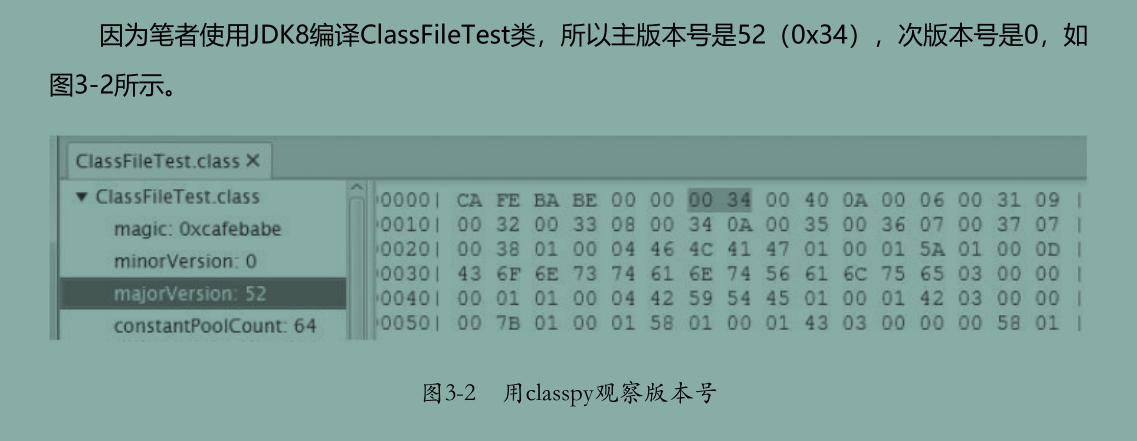 因为笔者使用JDK8编译ClassFileTest类，所以主版本号是52（0x34），次版本号是0，如
图3-2所示。
ClassFileTest.class ✕
▼ ClassFileTest.class
magic: 0xcafebabe
minorVersion: 0
majorVersion: 52
constantPoolCount: 64
0000| CA FE BA BE 00 00 00 34 00 40 0A 00 06 00 31 09 |
0010| 00 32 00 33 08 00 34 0A 00 35 00 36 07 00 37 07 |
0020| 00 38 01 00 04 46 4C 41 47 01 00 01 5A 01 00 0D |
0030| 43 6F 6E 73 74 61 6E 74 56 61 6C 75 65 03 00 00 |
0040| 00 01 01 00 04 42 59 54 45 01 00 01 42 03 00 00 |
0050| 00 7B 01 00 01 58 01 00 01 43 03 00 00 00 58 01 |
图3-2 用classpy观察版本号